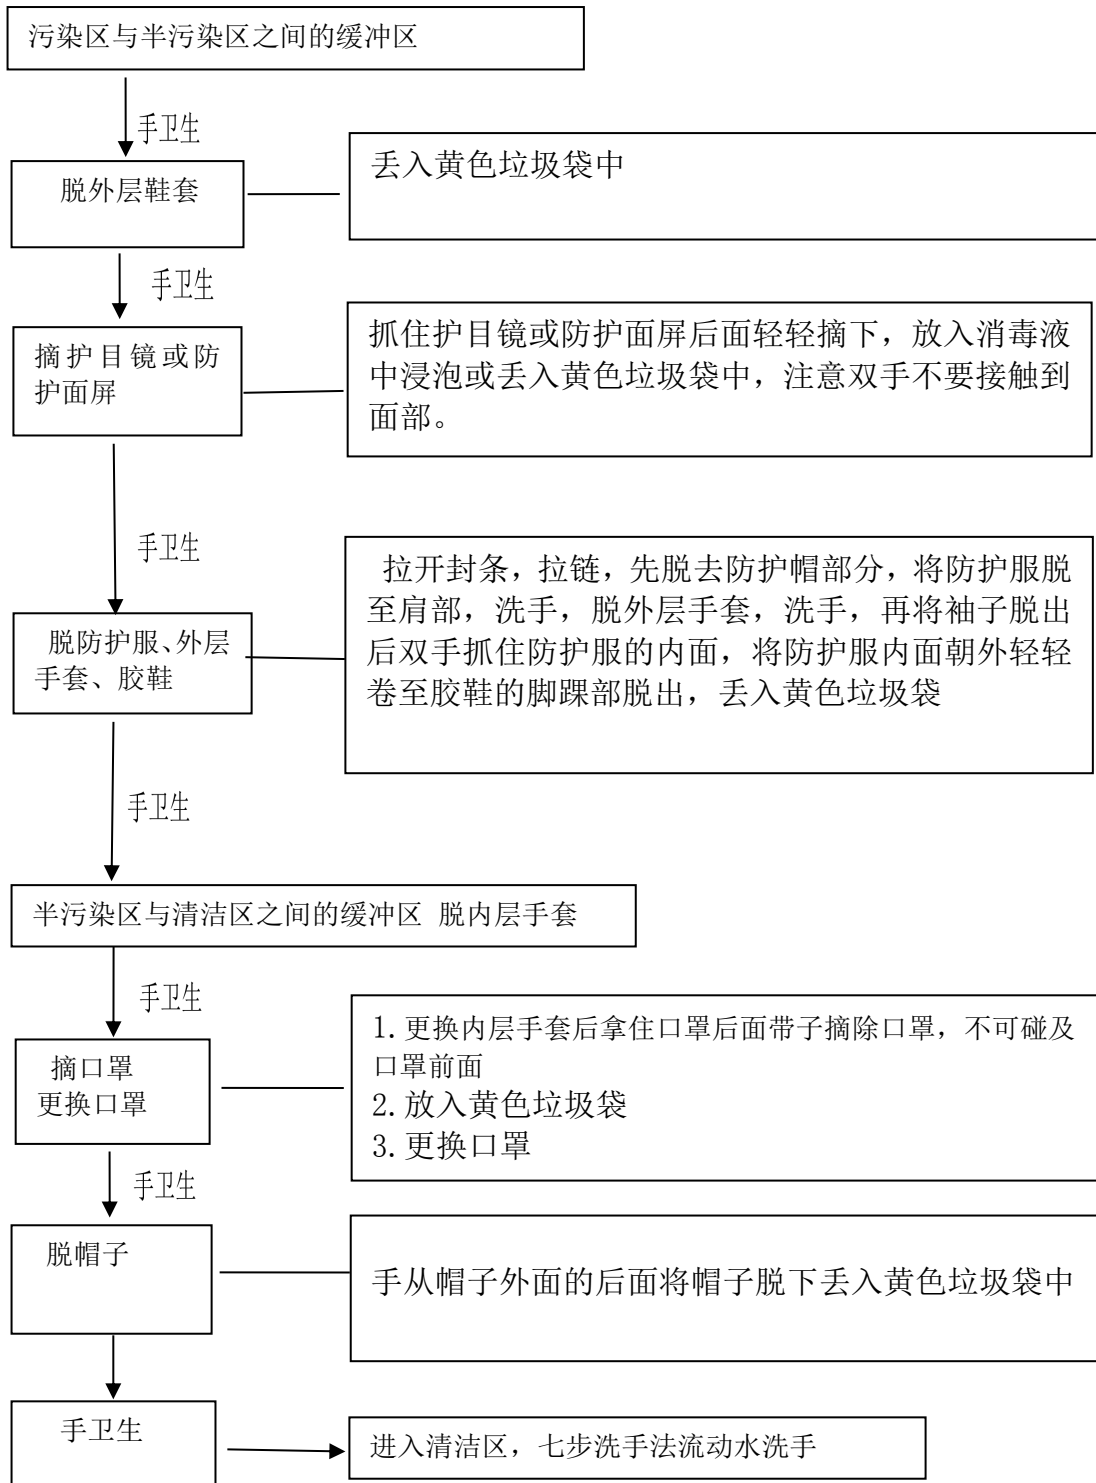 污染区与半污染区之间的缓冲区
手卫生
脱外层鞋套
丢入黄色垃圾袋中
手卫生
摘护目镜或防
护面屏
抓住护目镜或防护面屏后面轻轻摘下，放入消毒液
中浸泡或丢入黄色垃圾袋中，注意双手不要接触到
面部。
手卫生
脱防护服、外层
手套、胶鞋
拉开封条，拉链，先脱去防护帽部分，将防护服脱
至肩部，洗手，脱外层手套，洗手，再将袖子脱出
后双手抓住防护服的内面，将防护服内面朝外轻轻
卷至胶鞋的脚踝部脱出，丢入黄色垃圾袋
手卫生
半污染区与清洁区之间的缓冲区 脱内层手套
手卫生
摘口罩
更换口罩
1.更换内层手套后拿住口罩后面带子摘除口罩，不可碰及
口罩前面
2.放入黄色垃圾袋
3.更换口罩
手卫生
脱帽子
手从帽子外面的后面将帽子脱下丢入黄色垃圾袋中
手卫生
进入清洁区，七步洗手法流动水洗手